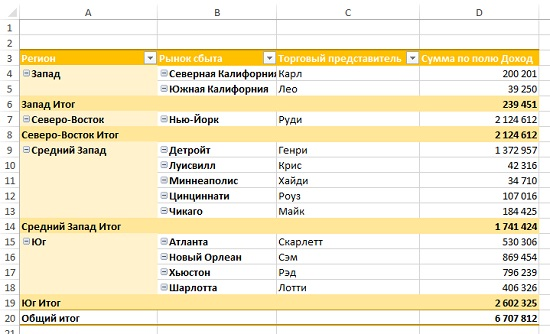 A B C D
1
2
3 Регион Рынок сбыта Торговый представитель Сумма по полю Доход
4 Запад Северная Калифорни Карл 200 201
5 Южная Калифорния Лео 39 250
6 Запад Итог 239 451
7 Северо-Восток Нью-Йорк Руди 2 124 612
8 Северо-Восток Итог 2 124 612
9 Средний Запад Детройт Генри 1 372 957
10 Луисвилл Крис 42 316
11 Миннеаполис Хайди 34 710
12 Цинциннати Роуз 107 016
13 Чикаго Майк 184 425
14 Средний Запад Итог 1 741 424
15 Юг Атланта Скарлетт 530 306
16 Новый Орлеан Сэм 869 454
17 Хьюстон Рэд 796 239
18 Шарлотта Лотти 406 326
19 Юг Итог 2 602 325
20 Общий итог 6 707 812
21